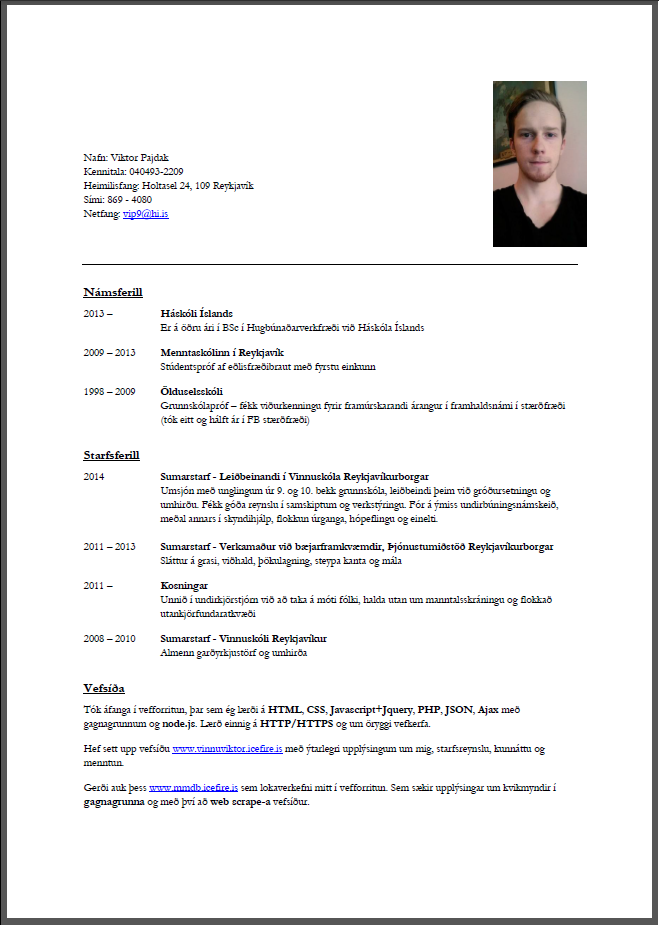 Nafn: Viktor Pajdak
Kennitala: 040493-2209
Heimilisfang: Holtasel 24, 109 Reykjavík
Sími: 869 - 4080
Netfang: vip9@hi.is
Námsferill
2013 – Háskóli Íslands
Er á öðru ári í BSc í Hugbúnaðarverkfræði við Háskóla Íslands
2009 – 2013 Menntaskólinn í Reykjavík
Stúdentspróf af eðlisfræðibraut með fyrstu einkunn
1998 – 2009 Ölduselsskóli
Grunnskólapróf – fékk viðurkenningu fyrir framúrskarandi árangur í framhaldsnámi í stærðfræði
(tók eitt og hálft ár í FB stærðfræði)
Starfsferill
2014 Sumarstarf - Leiðbeinandi í Vinnuskóla Reykjavíkurborgar
Umsjón með unglingum úr 9. og 10. bekk grunnskóla, leiðbeindi þeim við gróðursetningu og
umhirðu. Fékk góða reynslu í samskiptum og verkstýringu. Fór á ýmiss undirbúningsnámskeið,
meðal annars í skyndihjálp, flokkun úrganga, hópeflingu og einelti.
2011 – 2013 Sumarstarf - Verkamaður við bæjarframkvæmdir, Þjónustumiðstöð Reykjavíkurborgar
Sláttur á grasi, viðhald, þökulagning, steypa kanta og mála
2011 – Kosningar
Unnið í undirkjörstjórn við að taka á móti fólki, halda utan um manntalsskráningu og flokkað
utankjörfundaratkvæði
2008 – 2010 Sumarstarf - Vinnuskóli Reykjavíkur
Almenn garðyrkjustörf og umhirða
Vefsíða
Tók áfanga í vefforritun, þar sem ég lærði á HTML, CSS, Javascript+Jquery, PHP, JSON, Ajax með
gagnagrunnum og node.js. Lærð einnig á HTTP/HTTPS og um öryggi vefkerfa.
Hef sett upp vefsíðu www.vinnuviktor.icefire.is með ýtarlegri upplýsingum um mig, starfsreynslu, kunnáttu og
menntun.
Gerði auk þess www.mmdb.icefire.is sem lokaverkefni mitt í vefforritun. Sem sækir upplýsingar um kvikmyndir í
gagnagrunna og með því að web scrape-a vefsíður.